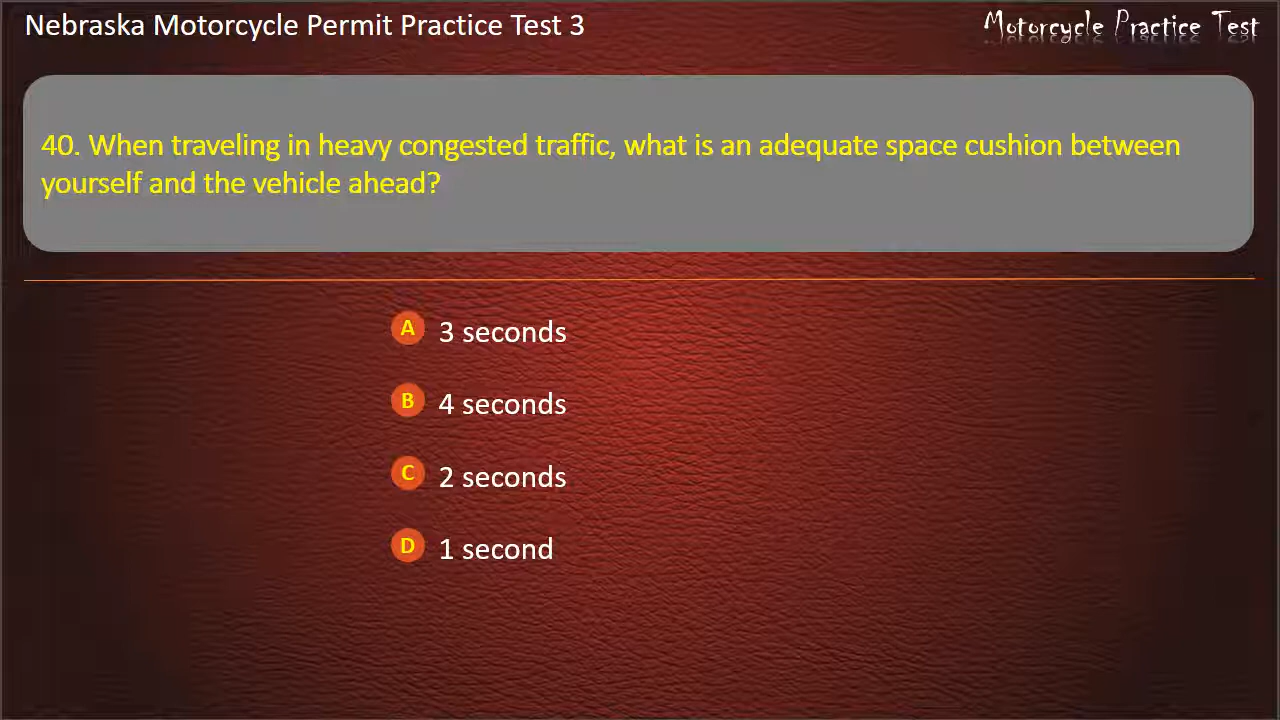 Nebraska Motorcycle Permit Practice Test 3
Motorcycle Practice Test
40. When traveling in heavy congested traffic, what is an adequate space cushion between
yourself and the vehicle ahead?
A 3 seconds
B 4 seconds
C 2 seconds
D 1 second